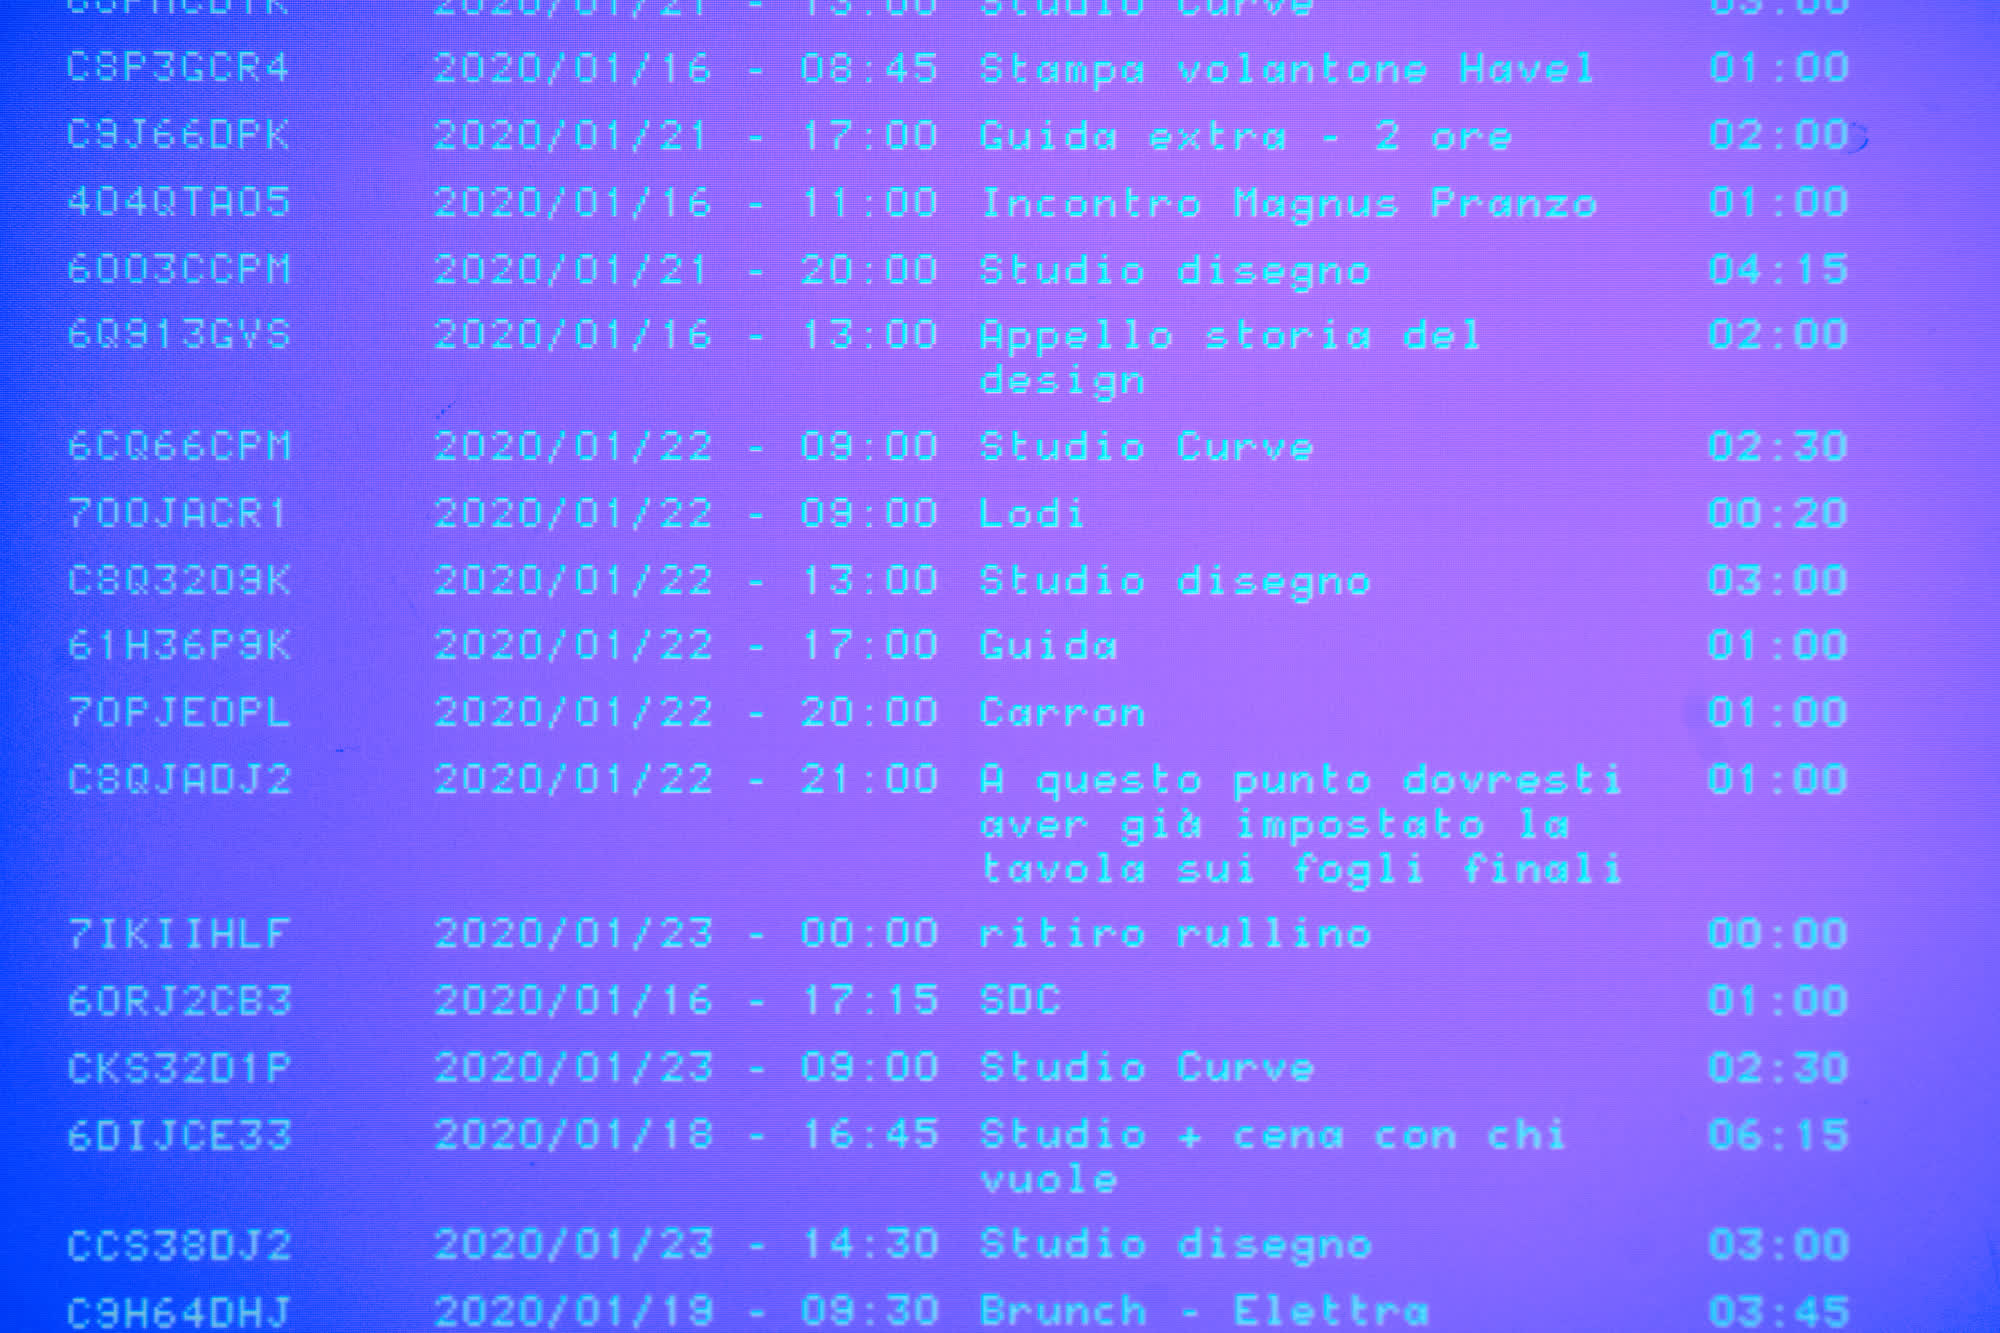 2020/01/21 - 13:00 Studio Curve 03:00
C8P3GCR4 2020/01/16 - 08:45 Stampa volantone Havel 01:00
C9J66DPK 2020/01/21 - 17:00 Guida extra - 2 ore 02:00
404QTA05 2020/01/16 - 11:00 Incontro Magnus Pranzo 01:00
6003CCPM 2020/01/21 - 20:00 Studio disegno 04:15
6Q913GVS 2020/01/16 - 13:00 Appello storia del 02:00
design
6CQ66CPM 2020/01/22 - 09:00 Studio Curve 02:30
700JACR1 2020/01/22 - 09:00 Lodi 00:20
C8Q3209K 2020/01/22 - 13:00 Studio disegno 03:00
61H36P9K 2020/01/22 - 17:00 Guida 01:00
70PJEOPL 2020/01/22 - 20:00 Carron 01:00
C8QJADJ2 2020/01/22 - 21:00 A questo punto dovresti 01:00
aver già impostato la
tavola sui fogli finali
7IKIIHLF 2020/01/23 - 00:00 ritiro rullino 00:00
60RJ2CB3 2020/01/16 - 17:15 SDC 01:00
CKS32D1P 2020/01/23 - 09:00 Studio Curve 02:30
6DIJCE33 2020/01/18 - 16:45 Studio + cena con chi 06:15
vuole
CCS38DJ2 2020/01/23 - 14:30 Studio disegno 03:00
C9H64DHJ 2020/01/19 - 09:30 Brunch - Elettra 03:45